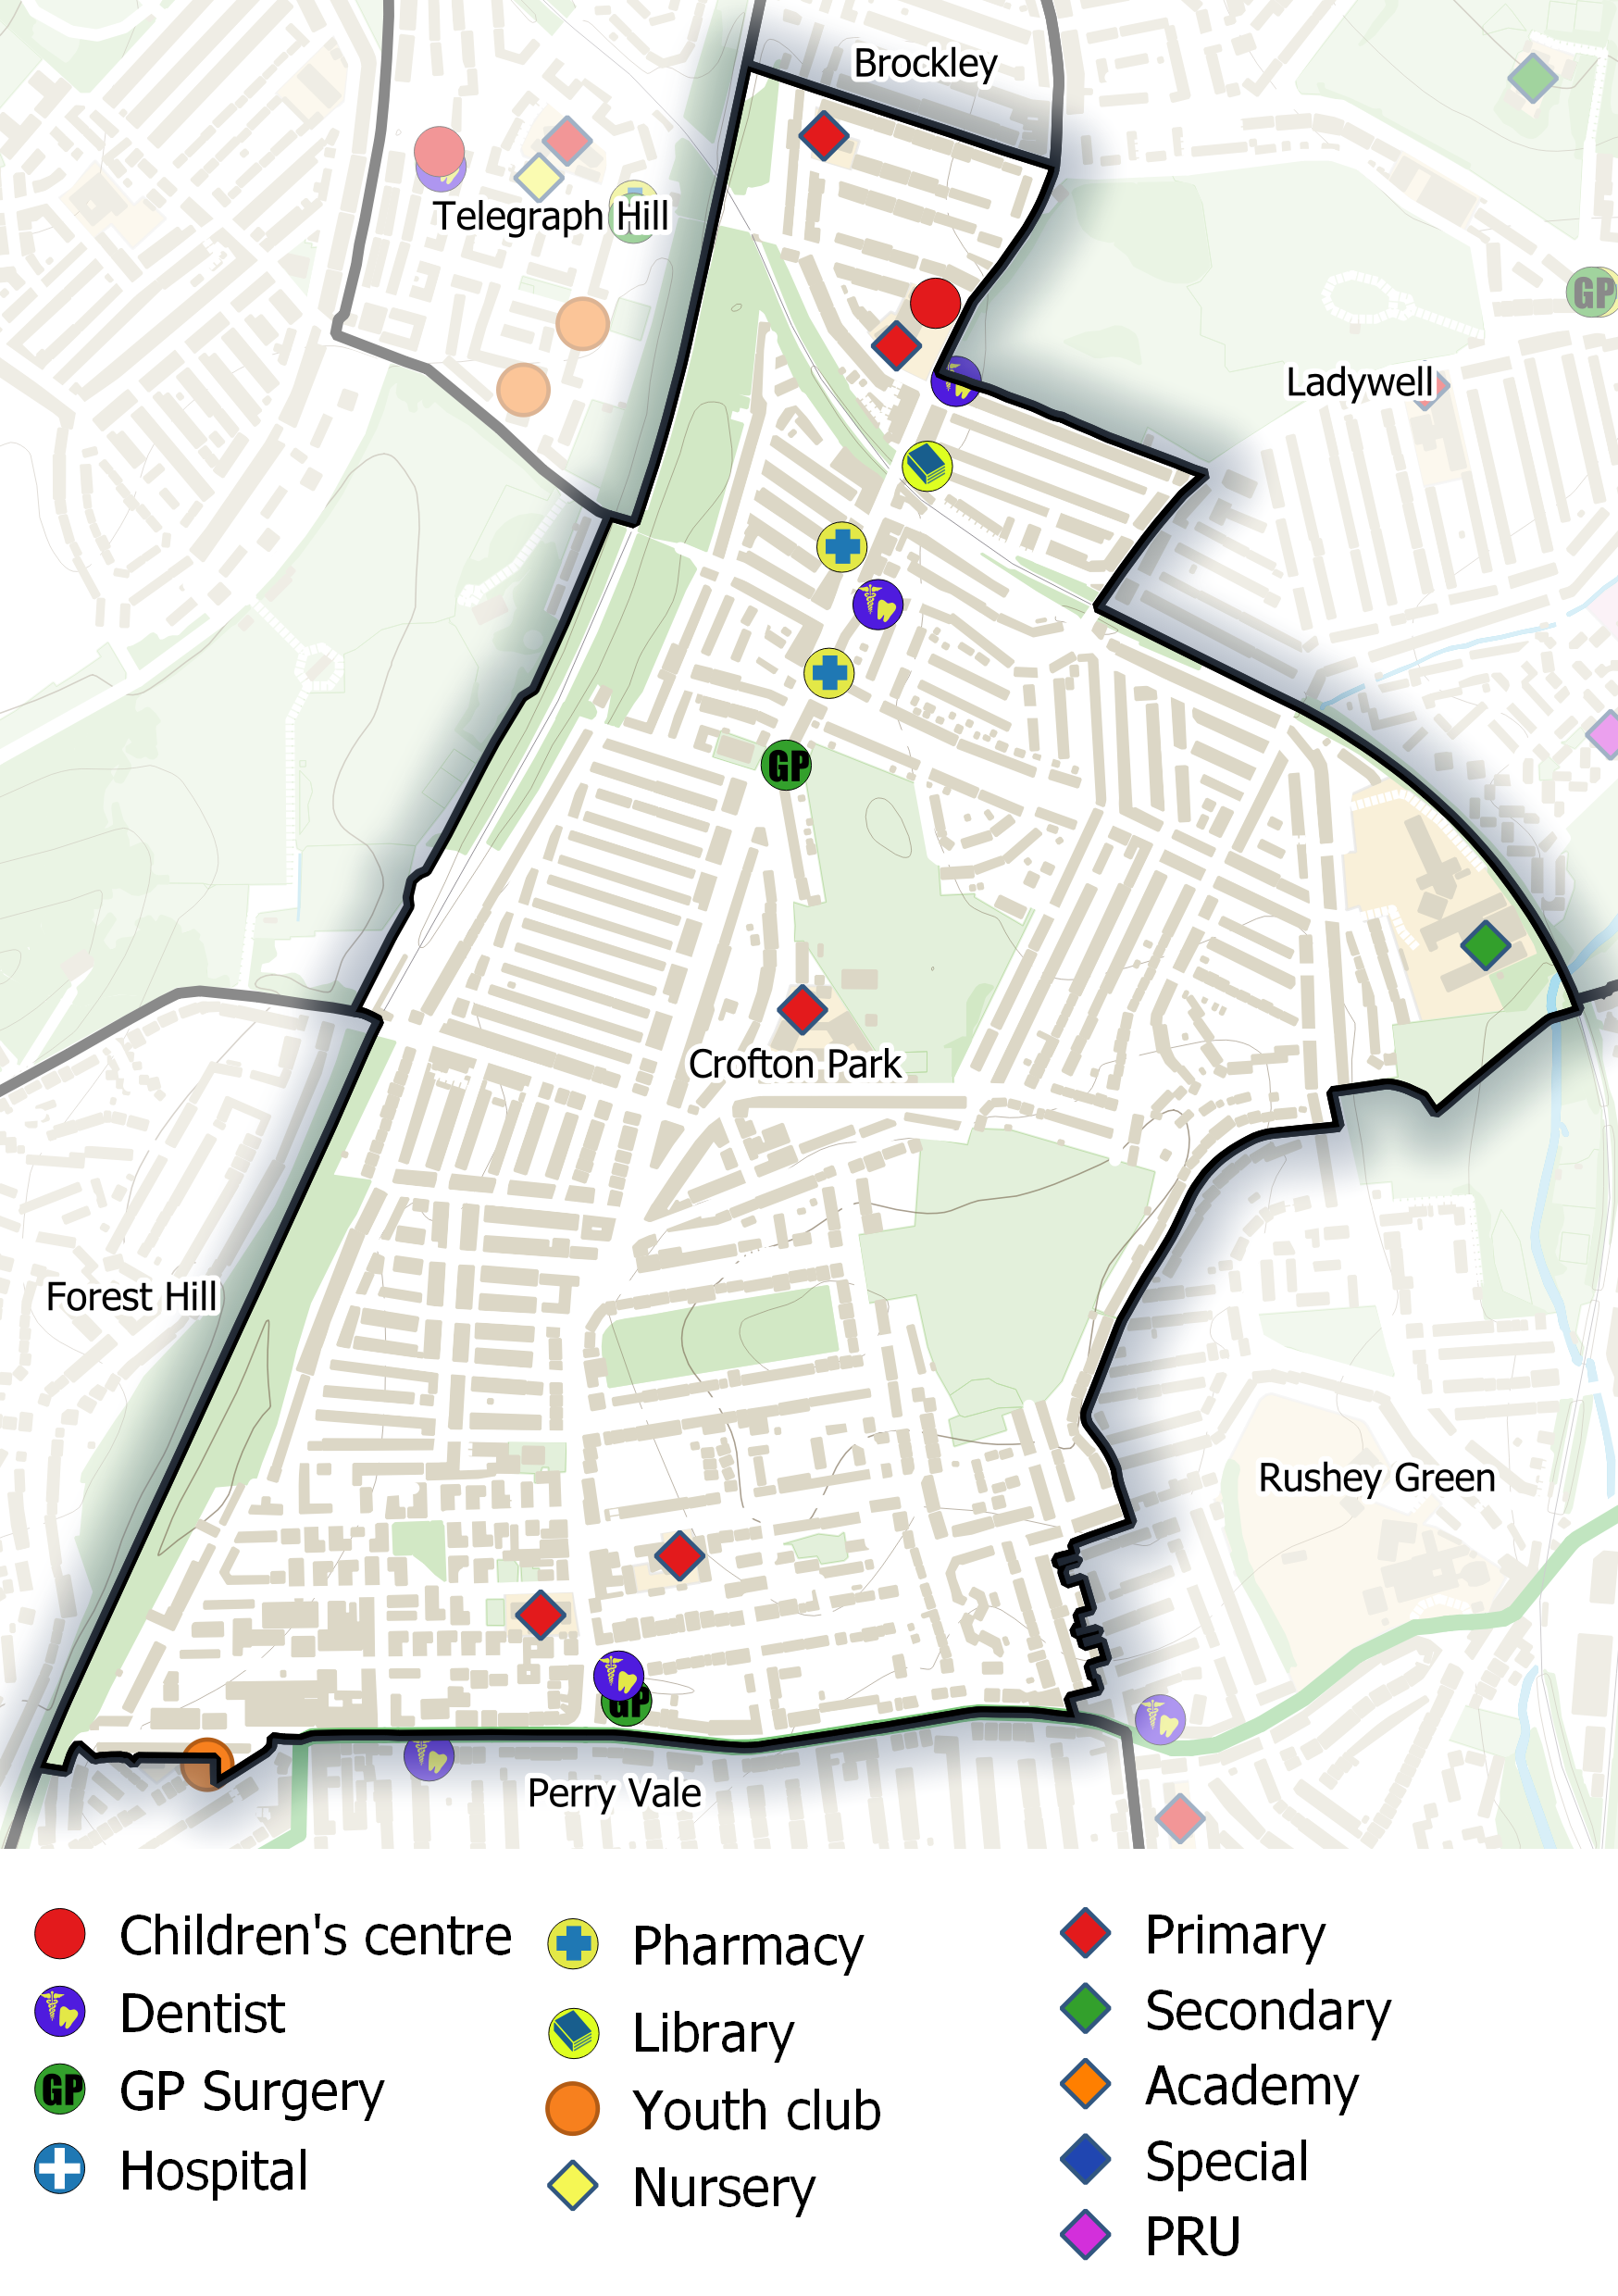 Brockley
Telegraph Hill
GP
Ladywell
GP
Crofton Park
Forest Hill
Rushey Green
GP
Perry Vale
Children's centre
Dentist
GP GP Surgery
Hospital
Pharmacy
Library
Youth club
Nursery
Primary
Secondary
Academy
Special
PRU